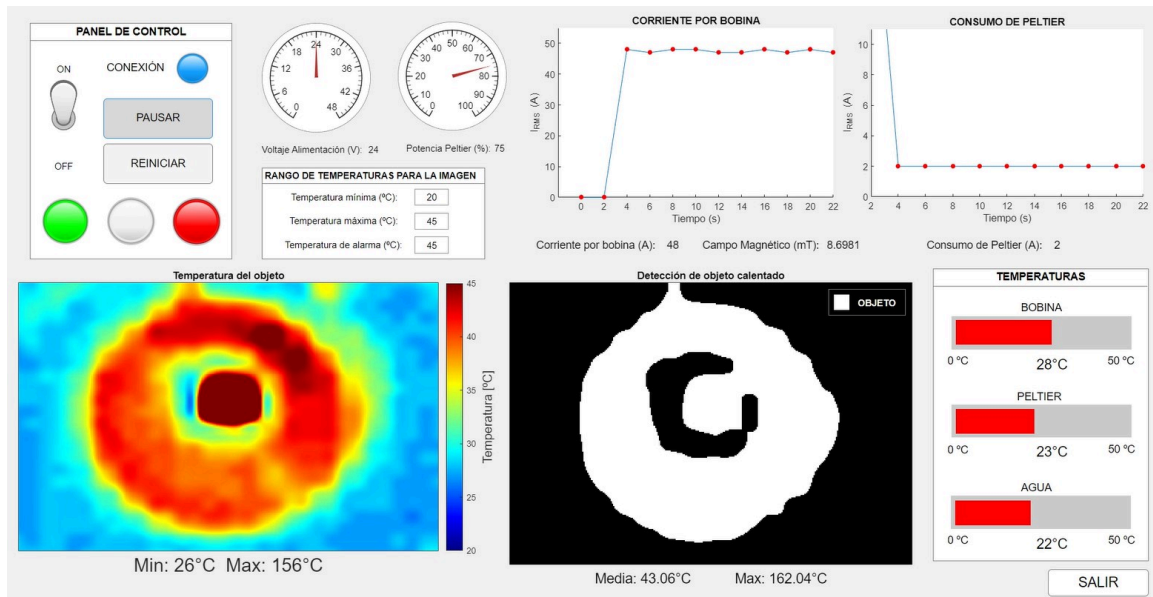 PANEL DE CONTROL
ON
CONEXIÓN
PAUSAR
OFF
REINICIAR
0 6 12 18 24 30 36 42 48
Voltaje Alimentación (V): 24
0 10 20 30 40 50 60 70 80 90 100
Potencia Peltier (%): 75
RANGO DE TEMPERATURAS PARA LA IMAGEN
Temperatura mínima (ºC): 20
Temperatura máxima (ºC): 45
Temperatura de alarma (ºC): 45
CORRIENTE POR BOBINA
50
40
30
20
10
0
I_RMS (A)
0 2 4 6 8 10 12 14 16 18 20 22
Tiempo (s)
Corriente por bobina (A): 48 Campo Magnético (mT): 8.6981
CONSUMO DE PELTIER
10
8
6
4
2
0
I_RMS (A)
2 4 6 8 10 12 14 16 18 20 22
Tiempo (s)
Consumo de Peltier (A): 2
Temperatura del objeto
45
40
35
30
25
20
Temperatura [ºC]
Min: 26°C Max: 156°C
Detección de objeto calentado
OBJETO
Media: 43.06°C Max: 162.04°C
TEMPERATURAS
BOBINA
0 ºC 28°C 50 ºC
PELTIER
0 ºC 23°C 50 ºC
AGUA
0 ºC 22°C 50 ºC
SALIR